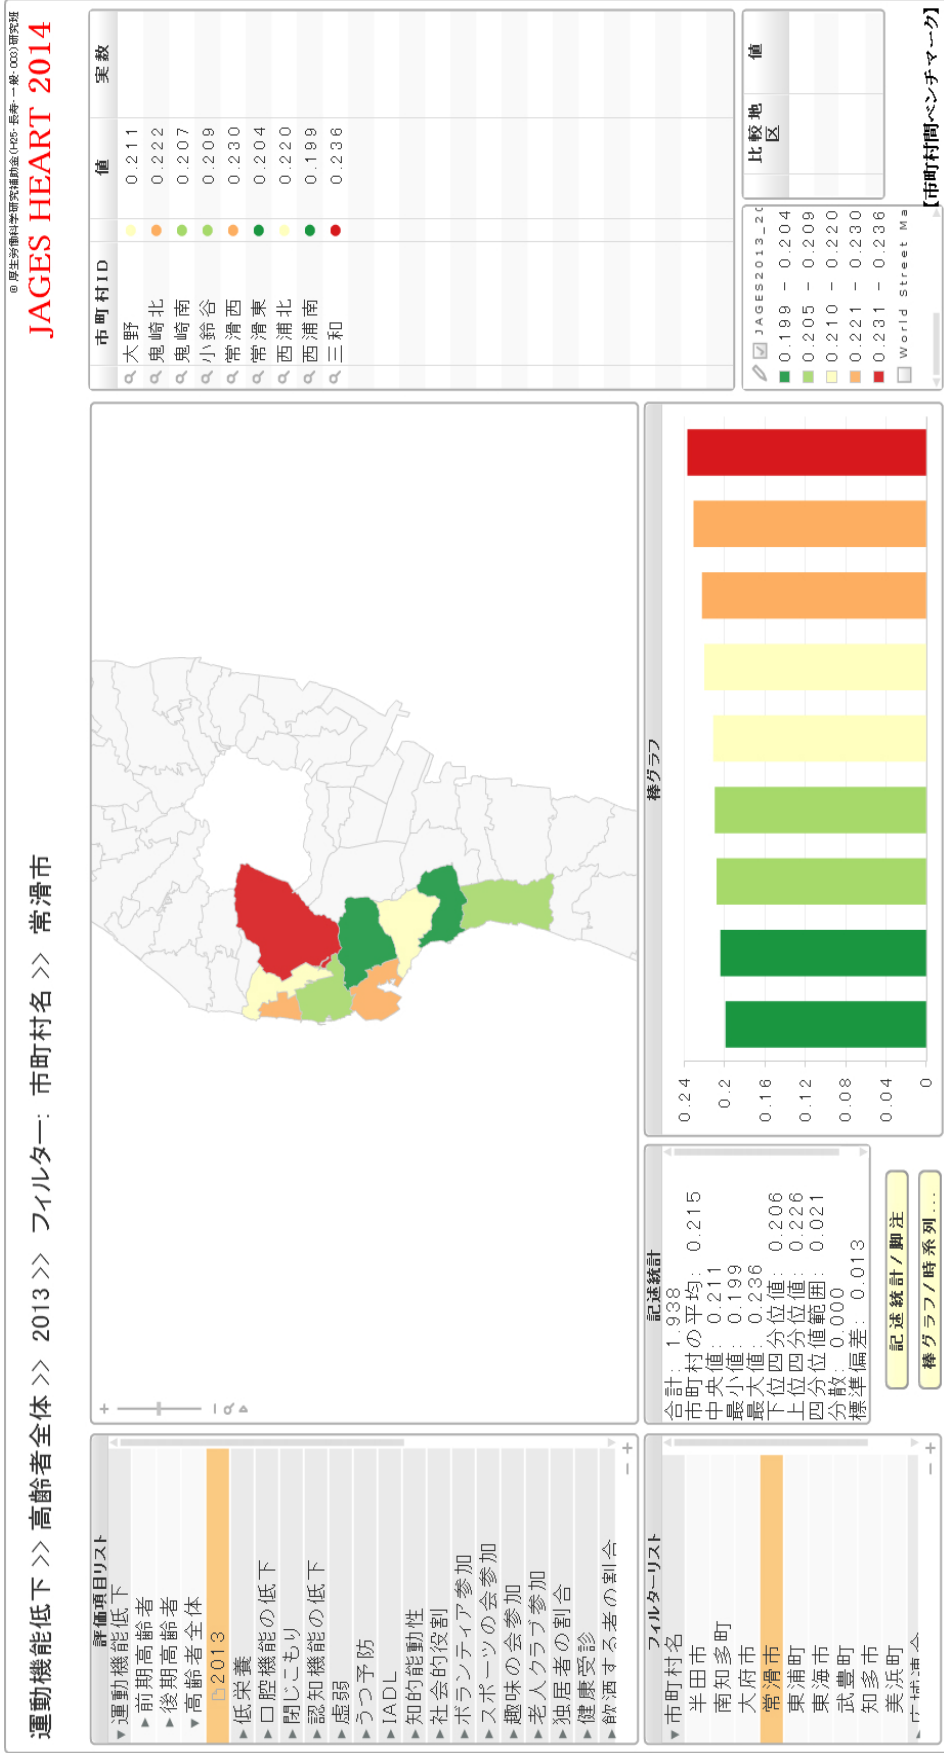 ©厚生労働科学研究補助金(H25-長寿-一般-003)研究班
JAGES HEART 2014
運動機能低下 >> 高齢者全体 >> 2013 >> フィルター: 市町村名 >> 常滑市
評価項目リスト
▼運動機能低下
▶前期高齢者
▶後期高齢者
▼高齢者全体
2013
▶低栄養
▶口腔機能の低下
▶閉じこもり
▶認知機能の低下
▶虚弱
▶うつ予防
▶IADL
▶知的能動性
▶社会的役割
▶ボランティア参加
▶スポーツの会参加
▶趣味の会参加
▶老人クラブ参加
▶独居者の割合
▶健康受診
▶飲酒する者の割合
フィルターリスト
▼市町村名
半田市
南知多町
大府市
常滑市
東浦町
東海市
武豊町
知多市
美浜町
市町村ID 値 実数
大野 0.211
鬼崎北 0.222
鬼崎南 0.207
小鈴谷 0.209
常滑西 0.230
常滑東 0.204
西浦北 0.220
西浦南 0.199
三和 0.236
記述統計
合計: 1.938
市町村の平均: 0.215
中央値: 0.211
最小値: 0.199
最大値: 0.236
下位四分位値: 0.206
上位四分位値: 0.226
四分位値範囲: 0.021
分散: 0.000
標準偏差: 0.013
記述統計/脚注
棒グラフ/時系列...
棒グラフ
0.24
0.2
0.16
0.12
0.08
0.04
0
JAGES2013_20
0.199 - 0.204
0.205 - 0.209
0.210 - 0.220
0.221 - 0.230
0.231 - 0.236
World Street Ma
比較地区 値
【市町村間ベンチマーク】